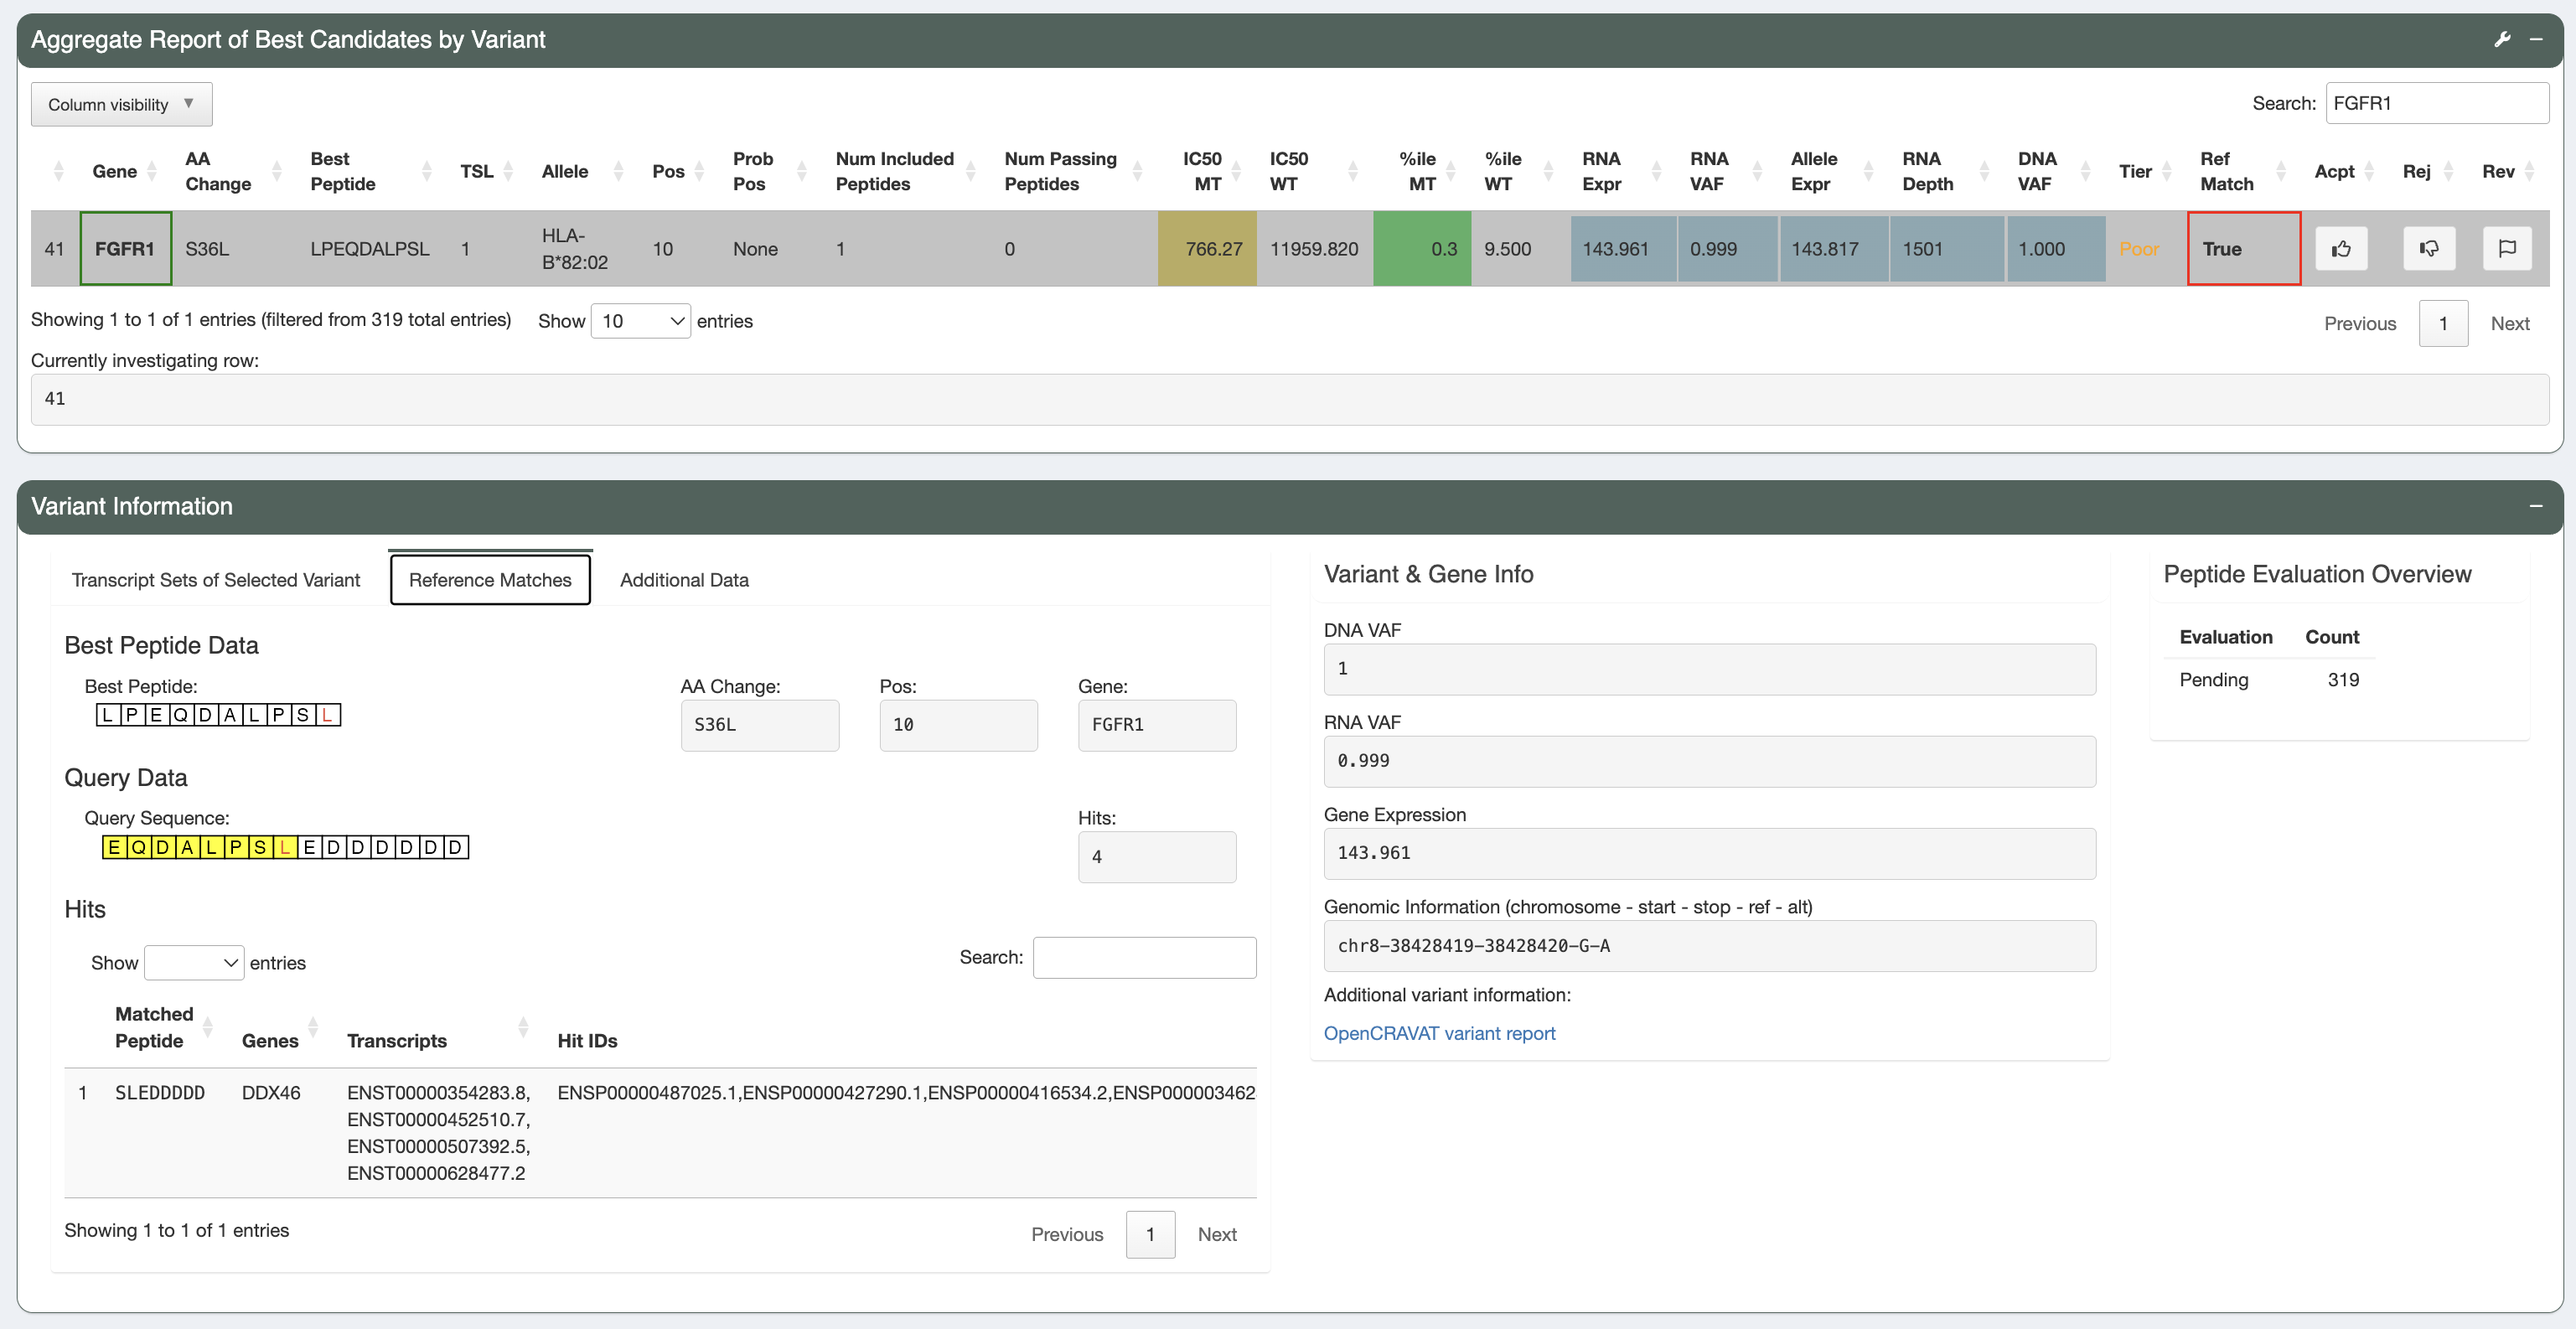 Aggregate Report of Best Candidates by Variant
Column visibility ▼
Search: FGFR1
Gene AA Change Best Peptide TSL Allele Pos Prob Pos Num Included Peptides Num Passing Peptides IC50 MT IC50 WT %ile MT %ile WT RNA Expr RNA VAF Allele Expr RNA Depth DNA VAF Tier Ref Match Acpt Rej Rev
41 FGFR1 S36L LPEQDALPSL 1 HLA-B*82:02 10 None 1 0 766.27 11959.820 0.3 9.500 143.961 0.999 143.817 1501 1.000 Poor True
Showing 1 to 1 of 1 entries (filtered from 319 total entries) Show 10 entries
Previous 1 Next
Currently investigating row:
41
Variant Information
Transcript Sets of Selected Variant Reference Matches Additional Data
Best Peptide Data
Best Peptide: AA Change: Pos: Gene:
LPEQDALPSL S36L 10 FGFR1
Query Data
Query Sequence: Hits:
EQDALPSLEDDDDDD 4
Hits
Show entries Search:
Matched Peptide Genes Transcripts Hit IDs
1 SLEDDDDD DDX46 ENST00000354283.8, ENSP00000487025.1,ENSP00000427290.1,ENSP00000416534.2,ENSP000003462
ENST00000452510.7,
ENST00000507392.5,
ENST00000628477.2
Showing 1 to 1 of 1 entries
Previous 1 Next
Variant & Gene Info
DNA VAF
1
RNA VAF
0.999
Gene Expression
143.961
Genomic Information (chromosome - start - stop - ref - alt)
chr8-38428419-38428420-G-A
Additional variant information:
OpenCRAVAT variant report
Peptide Evaluation Overview
Evaluation Count
Pending 319